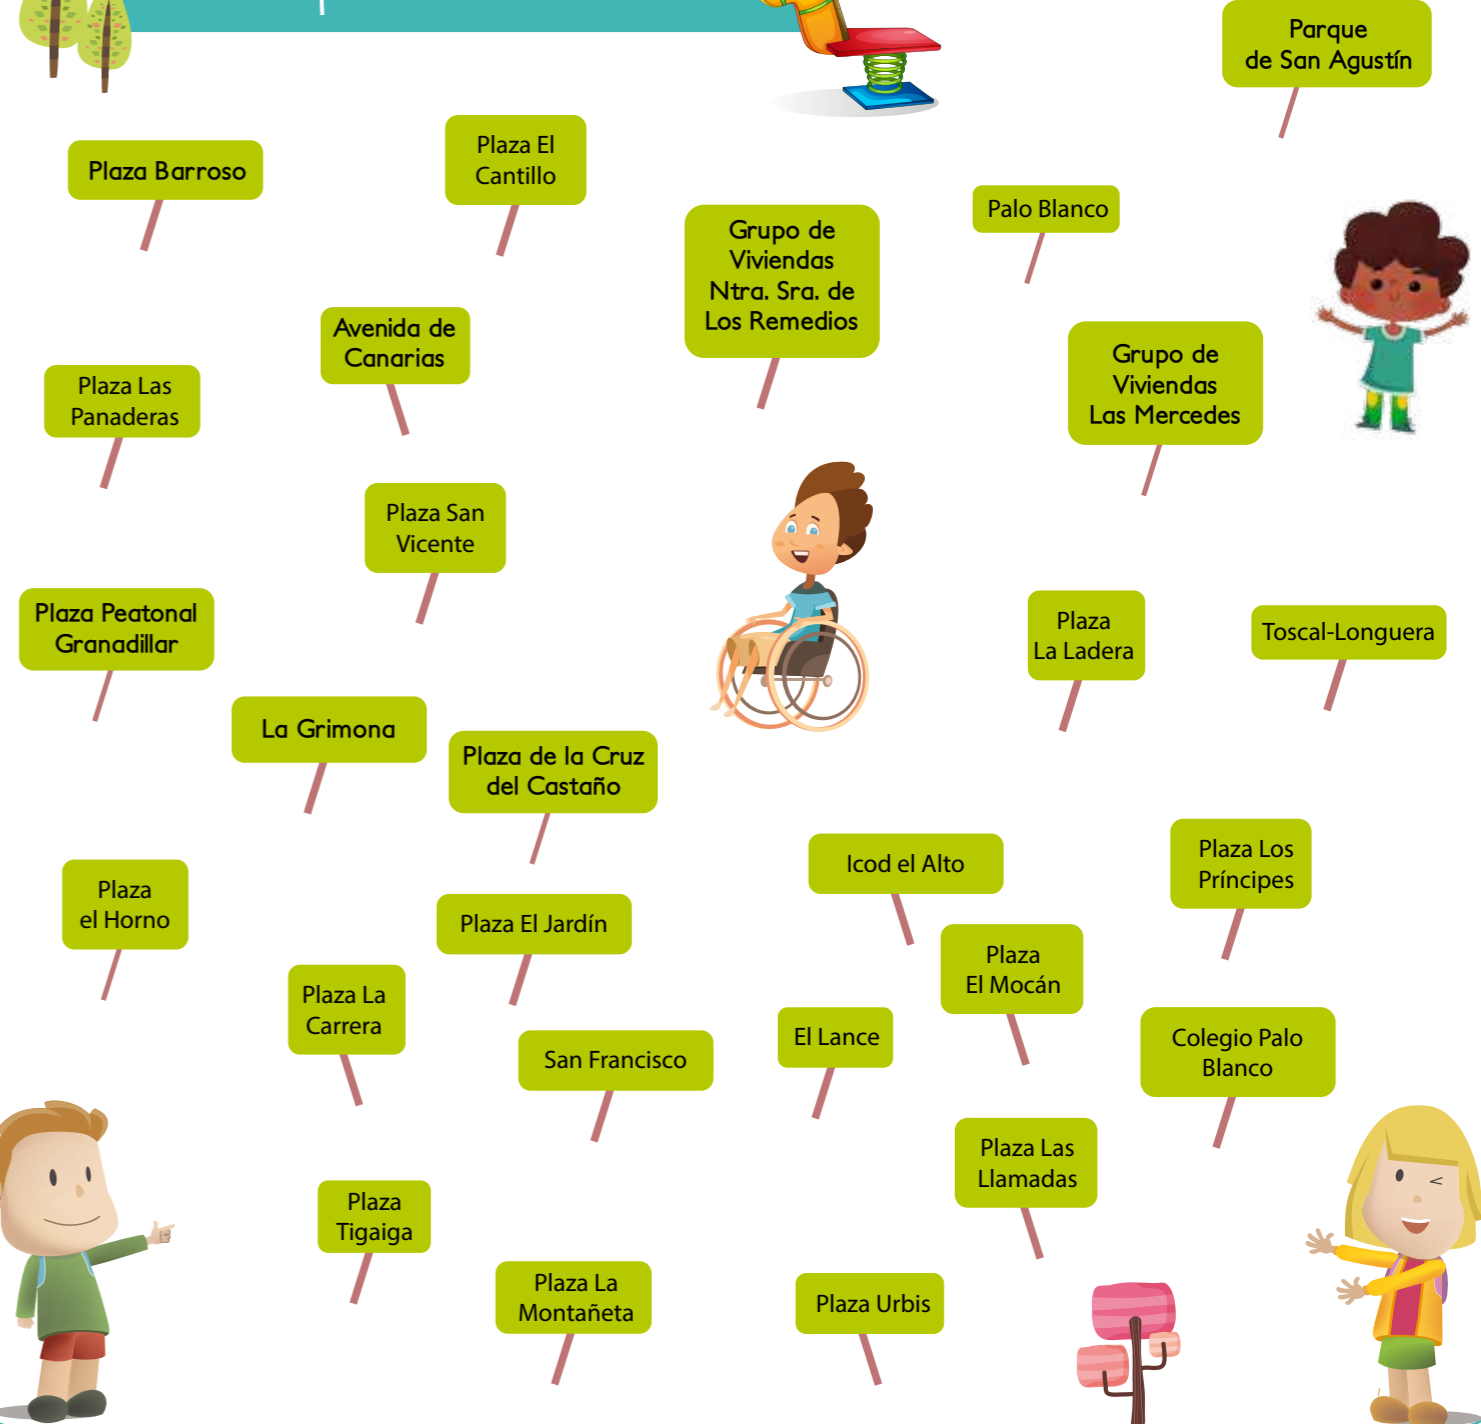 Parque
de San Agustín
Plaza Barroso
Plaza El
Cantillo
Palo Blanco
Grupo de
Viviendas
Ntra. Sra. de
Los Remedios
Avenida de
Canarias
Grupo de
Viviendas
Las Mercedes
Plaza Las
Panaderas
Plaza San
Vicente
Plaza Peatonal
Granadillar
Plaza
La Ladera
Toscal-Longuera
La Grimona
Plaza de la Cruz
del Castaño
Icod el Alto
Plaza Los
Príncipes
Plaza
el Horno
Plaza El Jardín
Plaza
El Mocán
Plaza La
Carrera
San Francisco
El Lance
Colegio Palo
Blanco
Plaza Las
Llamadas
Plaza
Tigaiga
Plaza La
Montañeta
Plaza Urbis